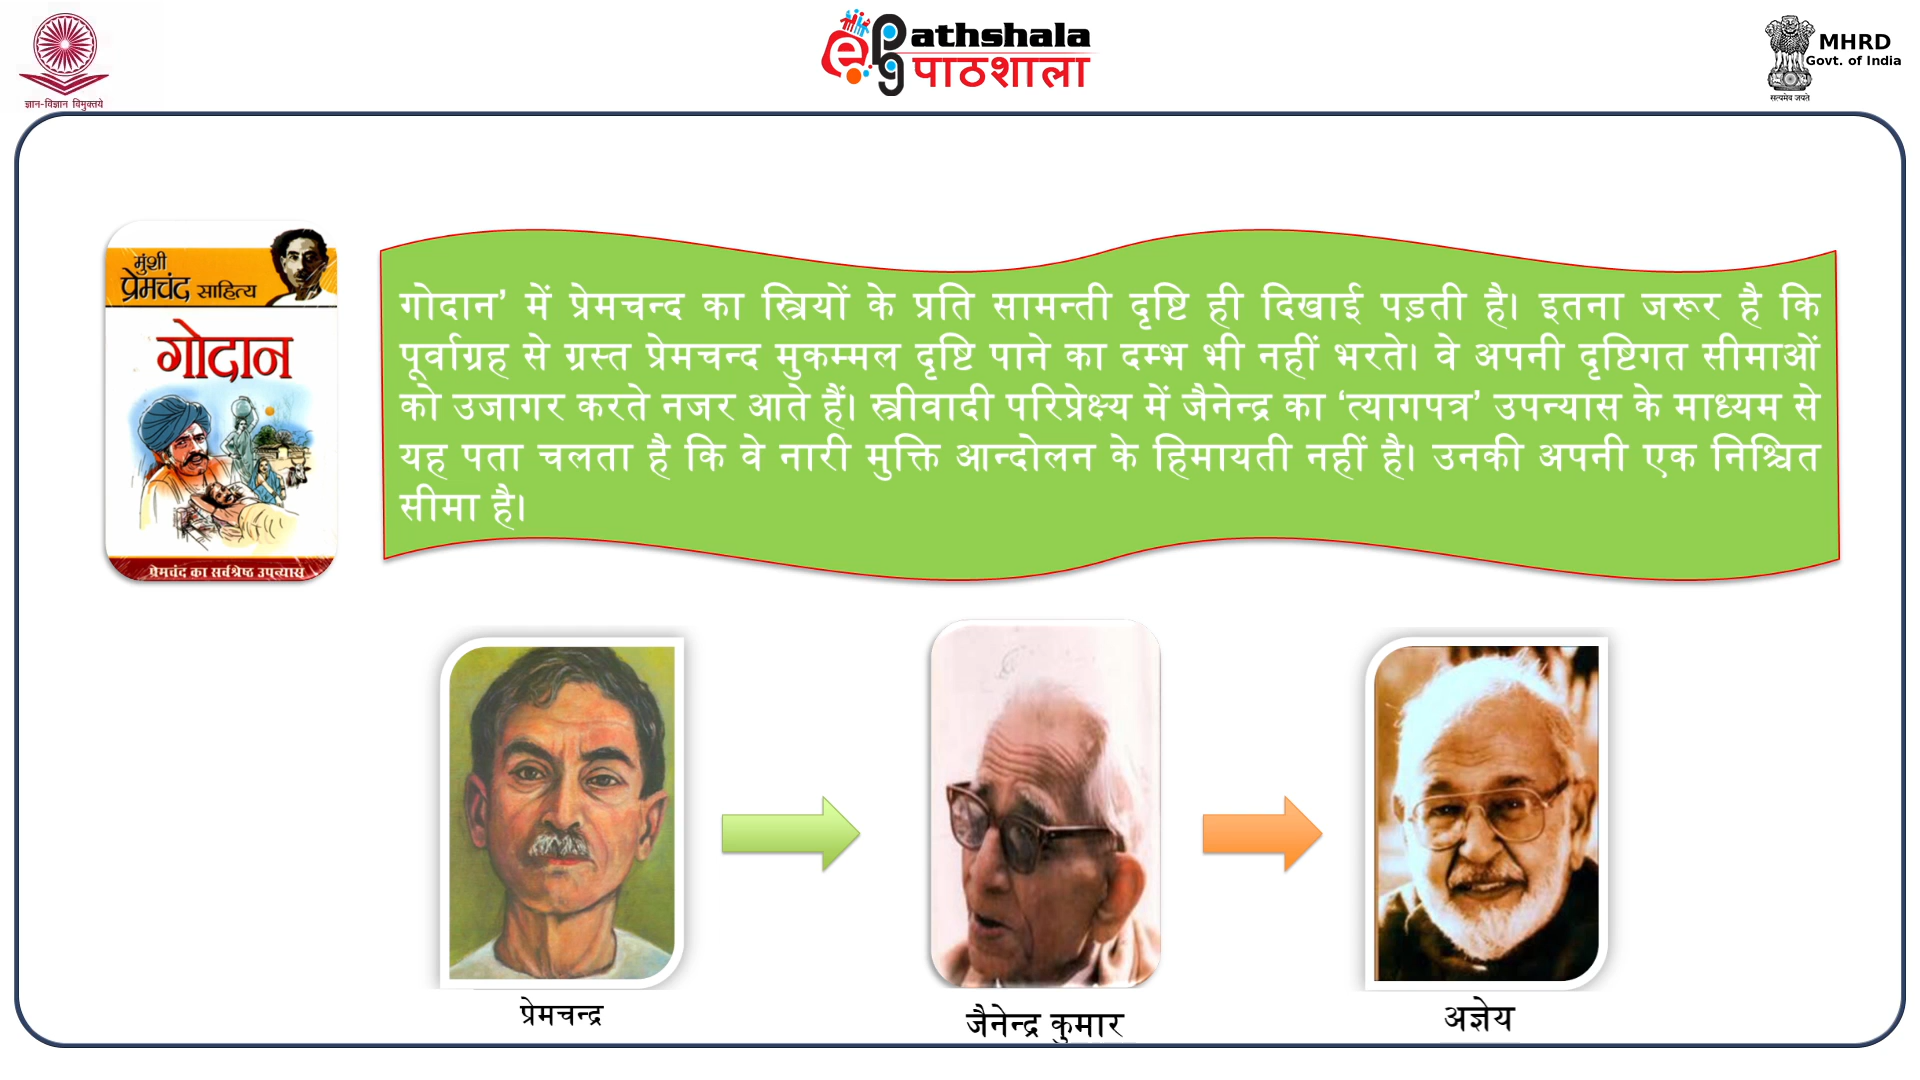 ज्ञान-विज्ञान विमुक्तये
ePG Pathshala
पाठशाला
MHRD
Govt. of India
सत्यमेव जयते
मुंशी
प्रेमचंद साहित्य
गोदान
प्रेमचंद का सर्वश्रेष्ठ उपन्यास
गोदान’ में प्रेमचन्द का स्त्रियों के प्रति सामन्ती दृष्टि ही दिखाई पड़ती है। इतना जरूर है कि
पूर्वाग्रह से ग्रस्त प्रेमचन्द मुकम्मल दृष्टि पाने का दम्भ भी नहीं भरते। वे अपनी दृष्टिगत सीमाओं
को उजागर करते नजर आते हैं। स्त्रीवादी परिप्रेक्ष्य में जैनेन्द्र का ‘त्यागपत्र’ उपन्यास के माध्यम से
यह पता चलता है कि वे नारी मुक्ति आन्दोलन के हिमायती नहीं है। उनकी अपनी एक निश्चित
सीमा है।
प्रेमचन्द्र
जैनेन्द्र कुमार
अज्ञेय